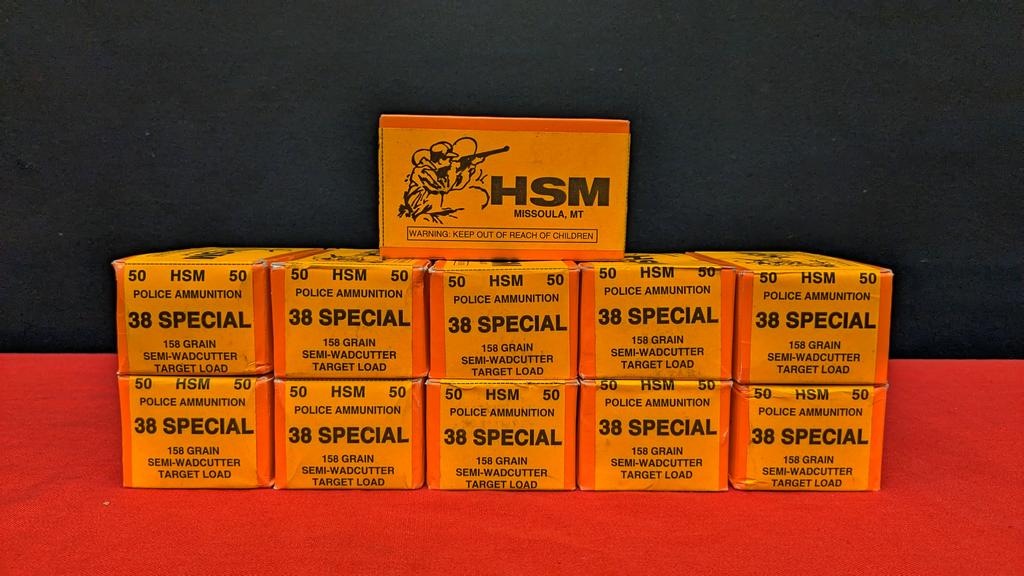 HSM
MISSOULA, MT
WARNING: KEEP OUT OF REACH OF CHILDREN
50 HSM 50
POLICE AMMUNITION
38 SPECIAL
158 GRAIN
SEMI-WADCUTTER
TARGET LOAD
50 HSM 50
POLICE AMMUNITION
38 SPECIAL
158 GRAIN
SEMI-WADCUTTER
TARGET LOAD
50 HSM 50
POLICE AMMUNITION
38 SPECIAL
158 GRAIN
SEMI-WADCUTTER
TARGET LOAD
50 HSM 50
POLICE AMMUNITION
38 SPECIAL
158 GRAIN
SEMI-WADCUTTER
TARGET LOAD
50 HSM 50
POLICE AMMUNITION
38 SPECIAL
158 GRAIN
SEMI-WADCUTTER
TARGET LOAD
50 HSM 50
POLICE AMMUNITION
38 SPECIAL
158 GRAIN
SEMI-WADCUTTER
TARGET LOAD
50 HSM 50
POLICE AMMUNITION
38 SPECIAL
158 GRAIN
SEMI-WADCUTTER
TARGET LOAD
50 HSM 50
POLICE AMMUNITION
38 SPECIAL
158 GRAIN
SEMI-WADCUTTER
TARGET LOAD
50 HSM 50
POLICE AMMUNITION
38 SPECIAL
158 GRAIN
SEMI-WADCUTTER
TARGET LOAD
50 HSM 50
POLICE AMMUNITION
38 SPECIAL
158 GRAIN
SEMI-WADCUTTER
TARGET LOAD